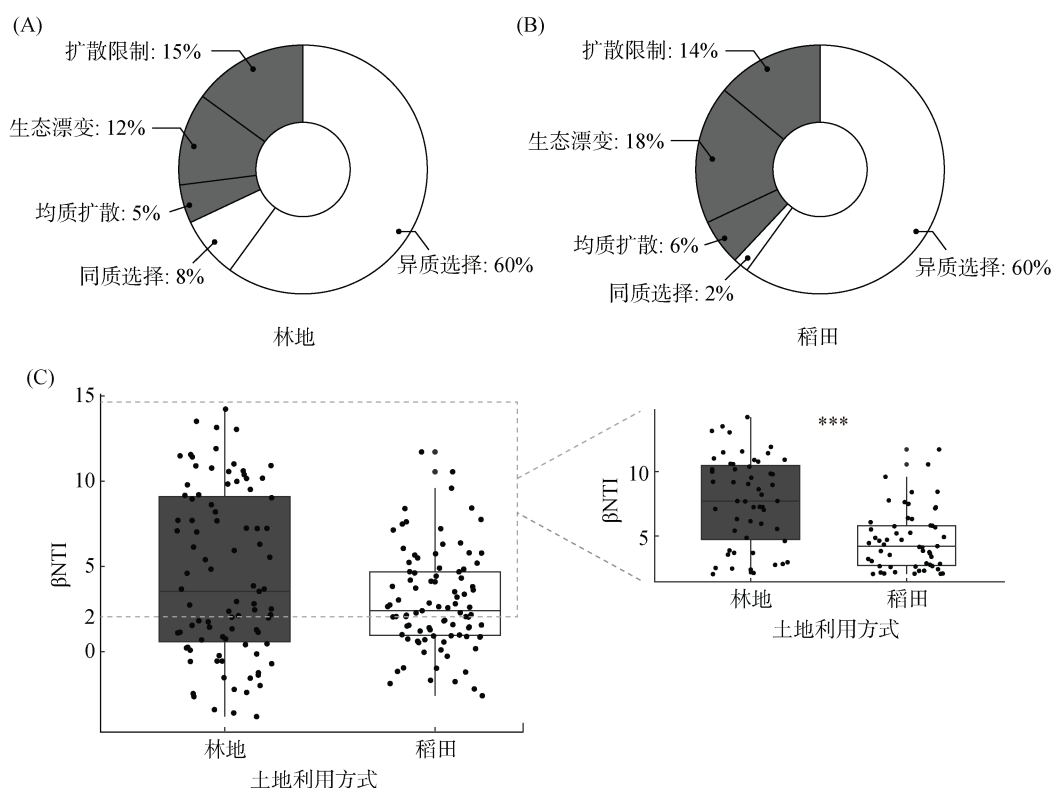 (A)
扩散限制: 15%
生态漂变: 12%
均质扩散: 5%
同质选择: 8%
异质选择: 60%
林地
(B)
扩散限制: 14%
生态漂变: 18%
均质扩散: 6%
同质选择: 2%
异质选择: 60%
稻田
(C)
15
10
5
2
0
βNTI
林地
稻田
土地利用方式
***
10
5
βNTI
林地
稻田
土地利用方式